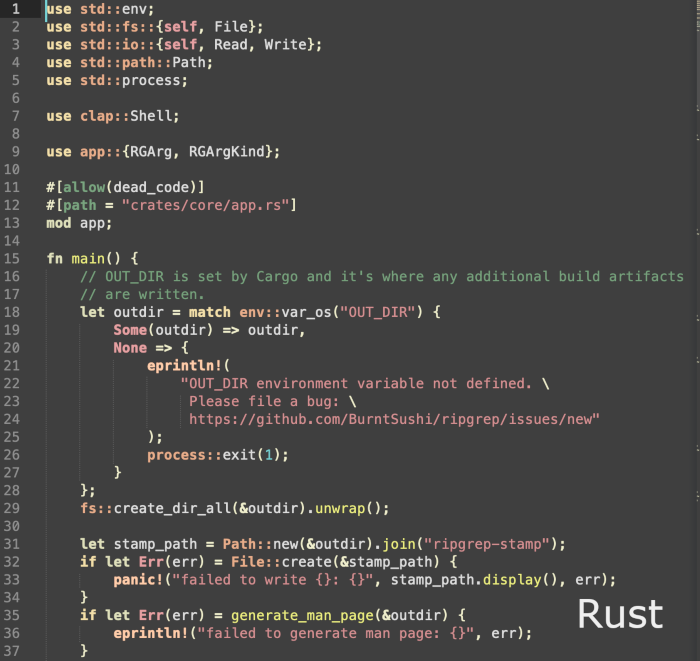 1 use std::env;
2 use std::fs::{self, File};
3 use std::io::{self, Read, Write};
4 use std::path::Path;
5 use std::process;
6
7 use clap::Shell;
8
9 use app::{RGArg, RGArgKind};
10
11 #[allow(dead_code)]
12 #[path = "crates/core/app.rs"]
13 mod app;
14
15 fn main() {
16     // OUT_DIR is set by Cargo and it's where any additional build artifacts
17     // are written.
18     let outdir = match env::var_os("OUT_DIR") {
19         Some(outdir) => outdir,
20         None => {
21             eprintln!(
22                 "OUT_DIR environment variable not defined. \
23                  Please file a bug: \
24                  https://github.com/BurntSushi/ripgrep/issues/new"
25             );
26             process::exit(1);
27         }
28     };
29     fs::create_dir_all(&outdir).unwrap();
30
31     let stamp_path = Path::new(&outdir).join("ripgrep-stamp");
32     if let Err(err) = File::create(&stamp_path) {
33         panic!("failed to write {}: {}", stamp_path.display(), err);
34     }
35     if let Err(err) = generate_man_page(&outdir) {
36         eprintln!("failed to generate man page: {}", err);
37     }
Rust